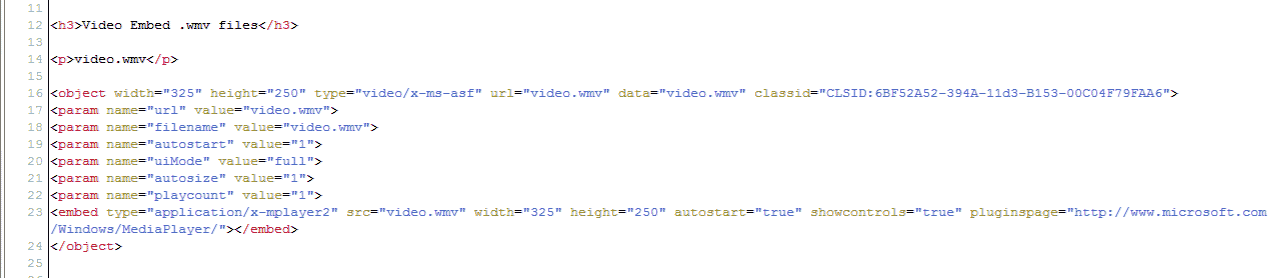 11
12 <h3>Video Embed .wmv files</h3>
13
14 <p>video.wmv</p>
15
16 <object width="325" height="250" type="video/x-ms-asf" url="video.wmv" data="video.wmv" classid="CLSID:6BF52A52-394A-11d3-B153-00C04F79FAA6">
17 <param name="url" value="video.wmv">
18 <param name="filename" value="video.wmv">
19 <param name="autostart" value="1">
20 <param name="uiMode" value="full">
21 <param name="autosize" value="1">
22 <param name="playcount" value="1">
23 <embed type="application/x-mplayer2" src="video.wmv" width="325" height="250" autostart="true" showcontrols="true" pluginspage="http://www.microsoft.com
/Windows/MediaPlayer/"></embed>
24 </object>
25